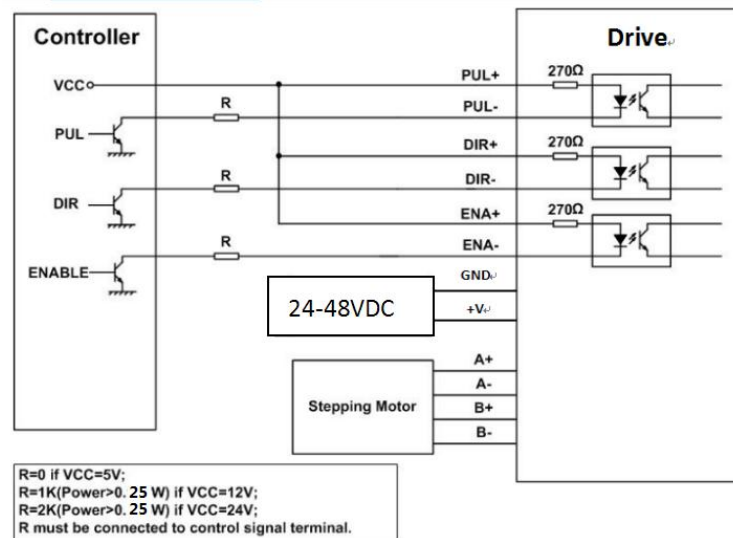 Controller
Drive
VCC
PUL+
270Ω
R
PUL-
PUL
DIR+
270Ω
R
DIR-
DIR
ENA+
270Ω
R
ENA-
ENABLE
GND
24-48VDC
+V
A+
A-
Stepping Motor
B+
B-
R=0 if VCC=5V;
R=1K(Power>0. 25 W) if VCC=12V;
R=2K(Power>0. 25 W) if VCC=24V;
R must be connected to control signal terminal.